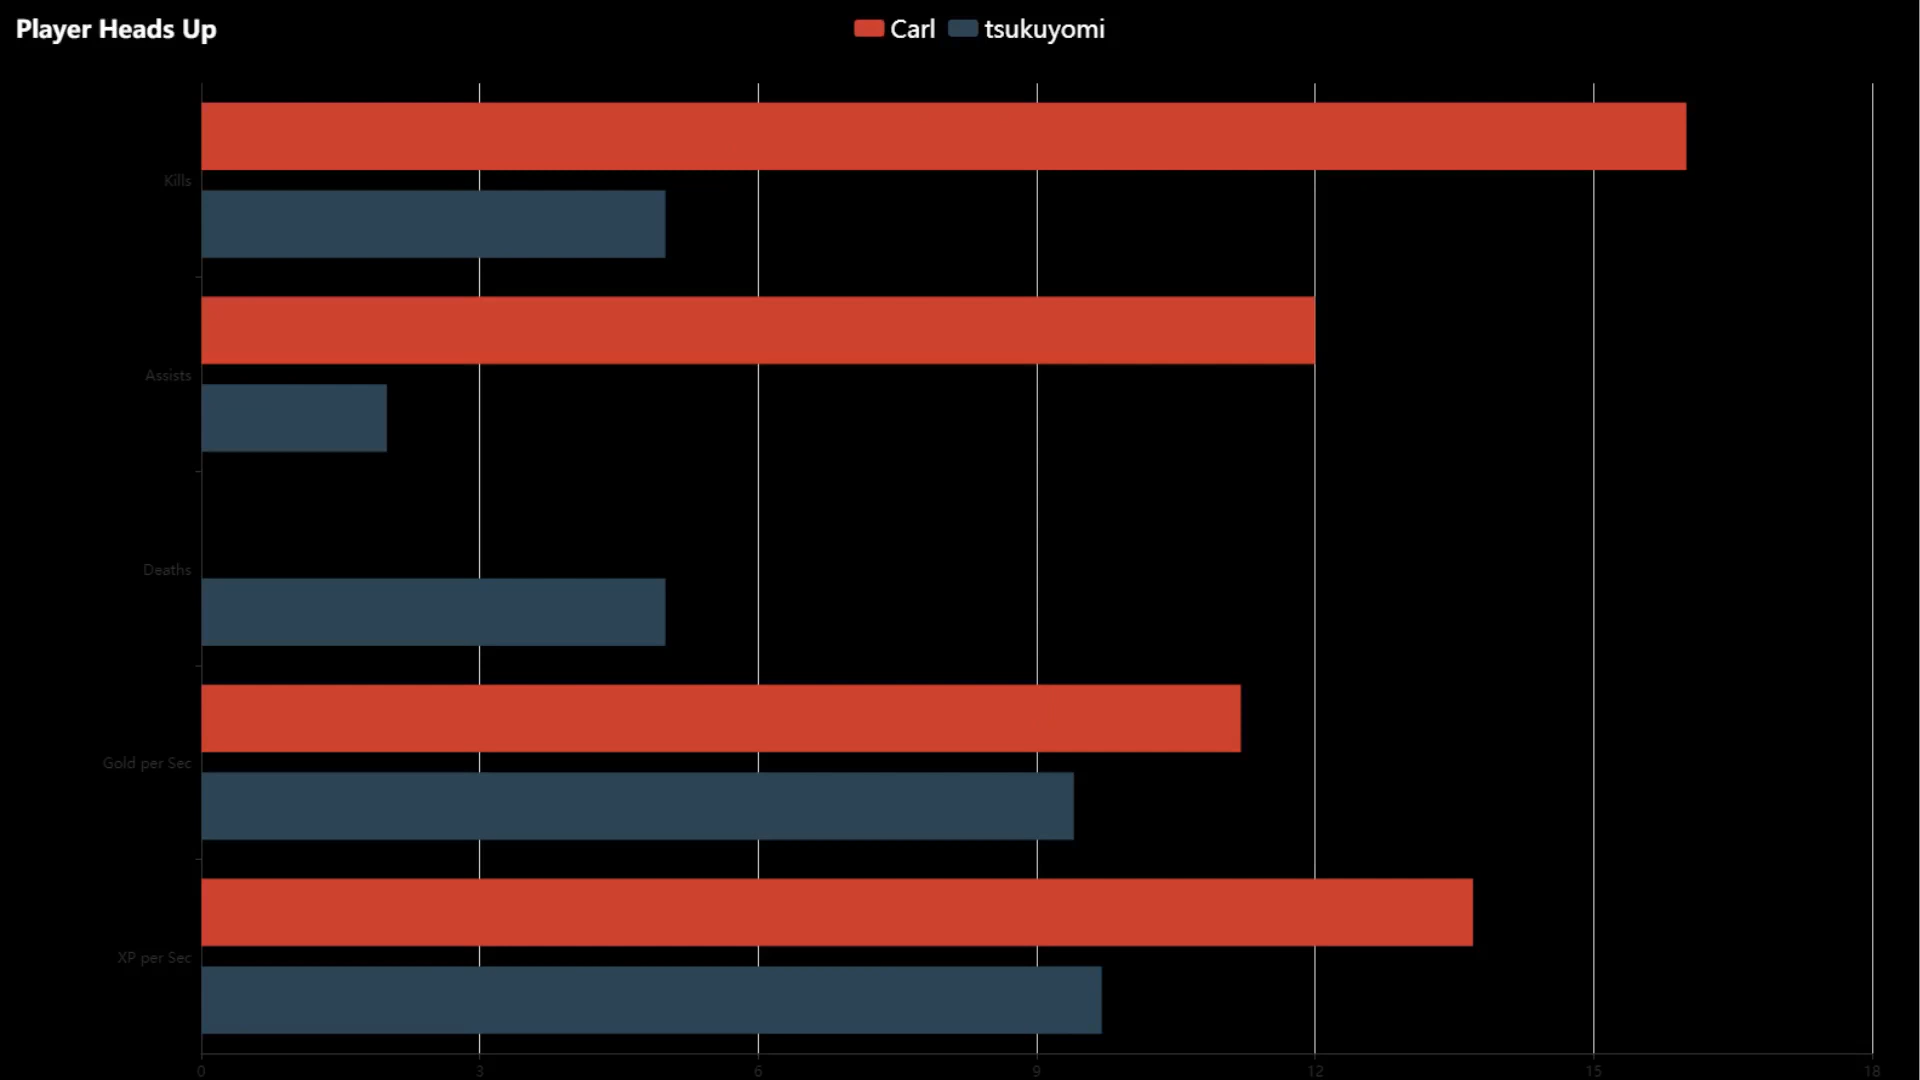 Player Heads Up
Carl tsukuyomi
Kills
Assists
Deaths
Gold per Sec
XP per Sec
0 3 6 9 12 15 18